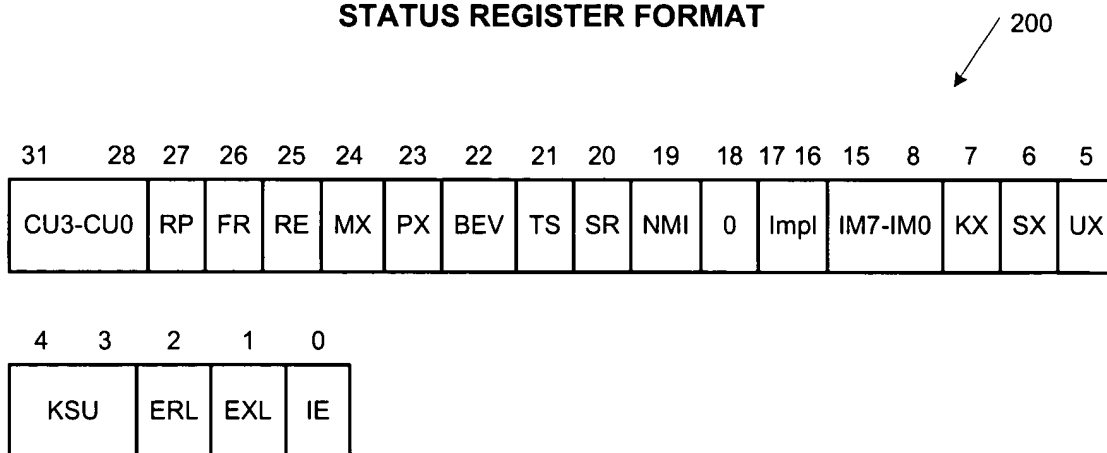 STATUS REGISTER FORMAT
200
31 28 27 26 25 24 23 22 21 20 19 18 17 16 15 8 7 6 5
CU3-CU0 RP FR RE MX PX BEV TS SR NMI 0 Impl IM7-IM0 KX SX UX
4 3 2 1 0
KSU ERL EXL IE